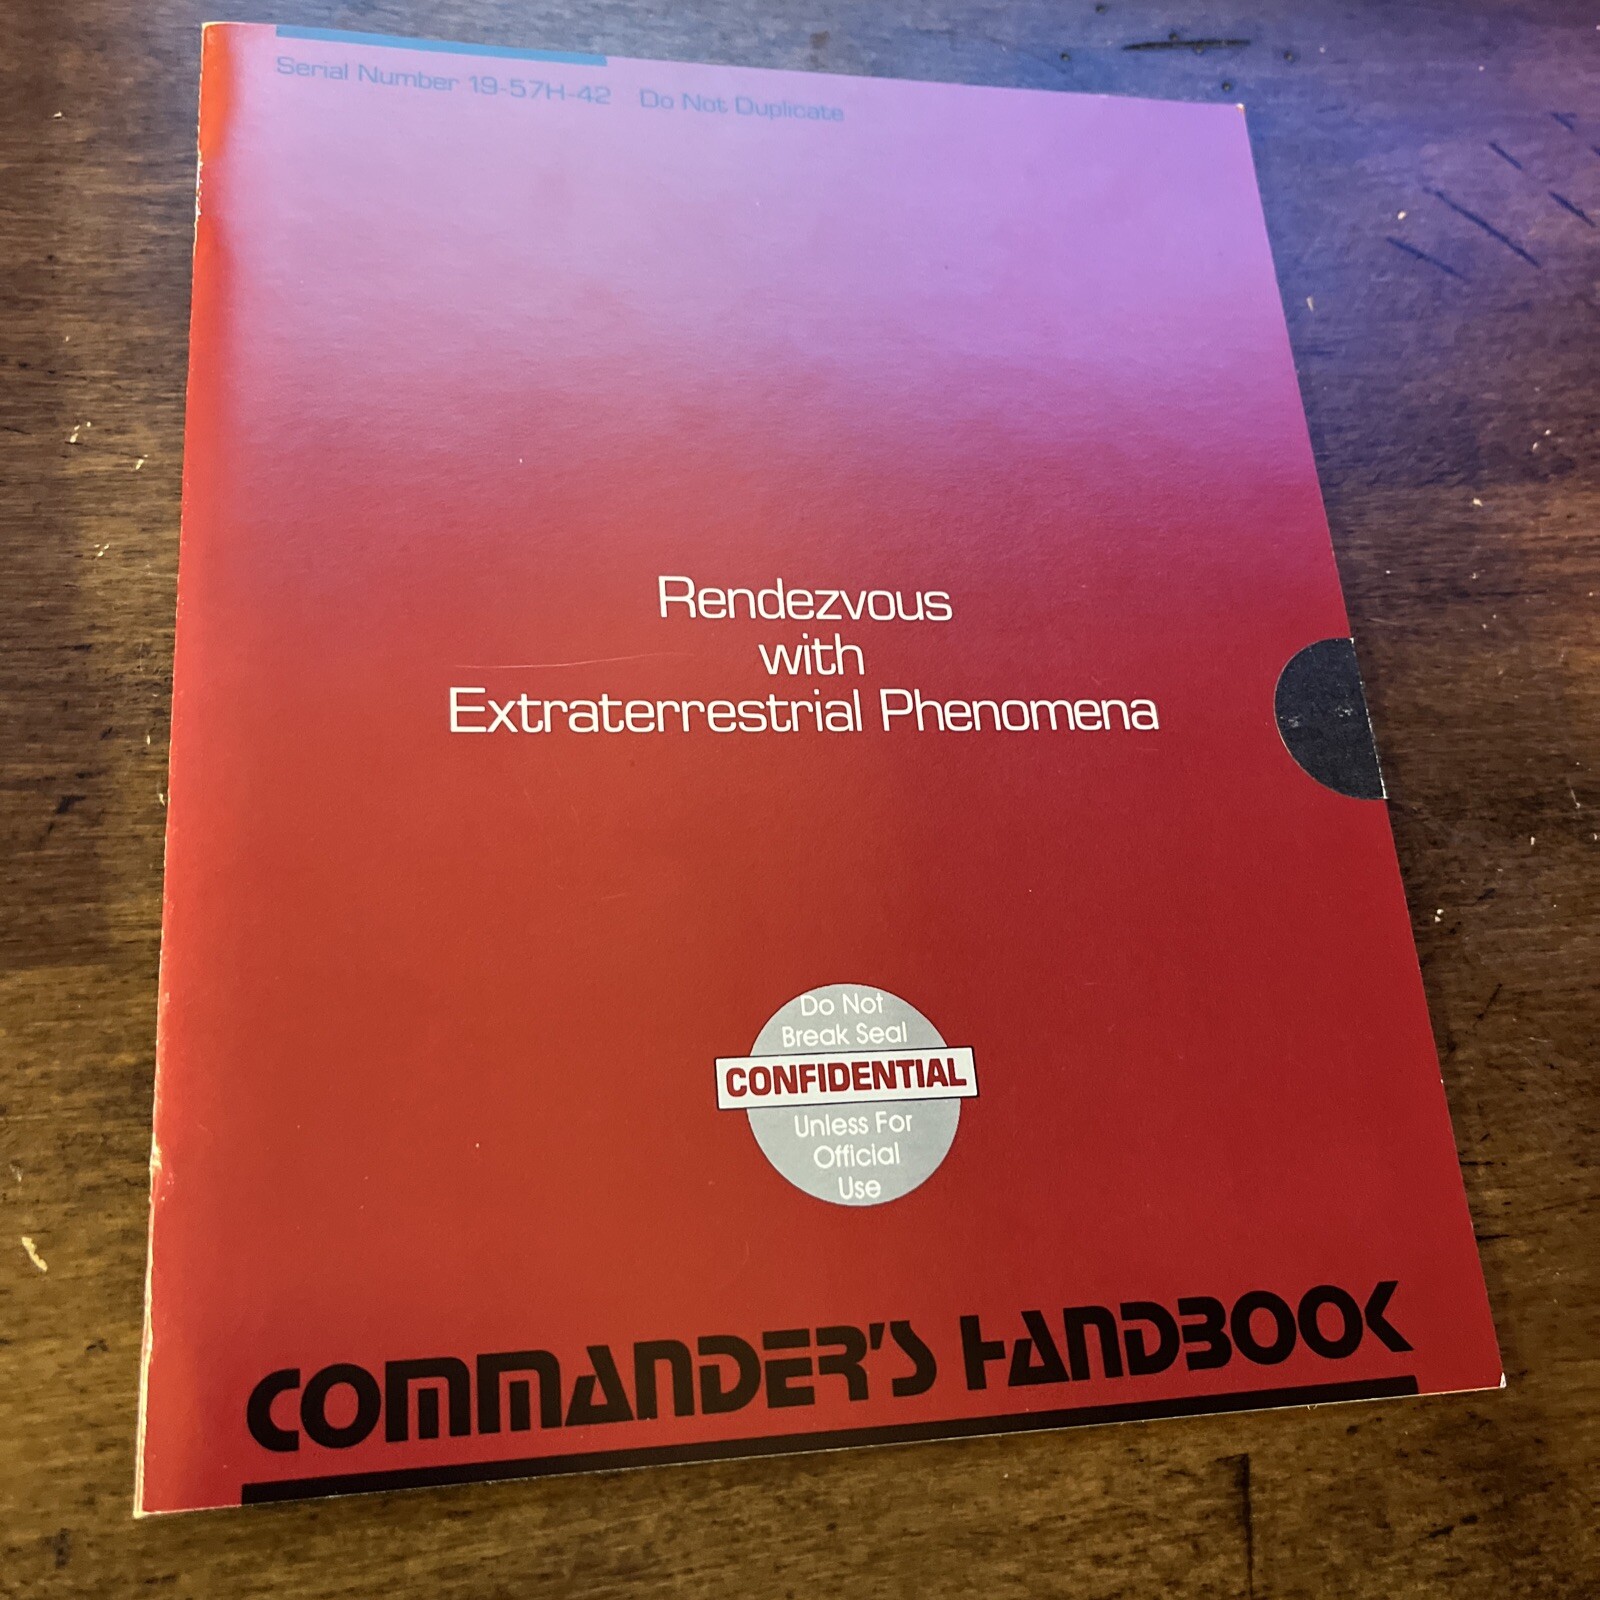 Serial Number 19-57H-42 Do Not Duplicate
Rendezvous
with
Extraterrestrial Phenomena
Do Not
Break Seal
CONFIDENTIAL
Unless For
Official
Use
COMMANDER'S HANDBOOK